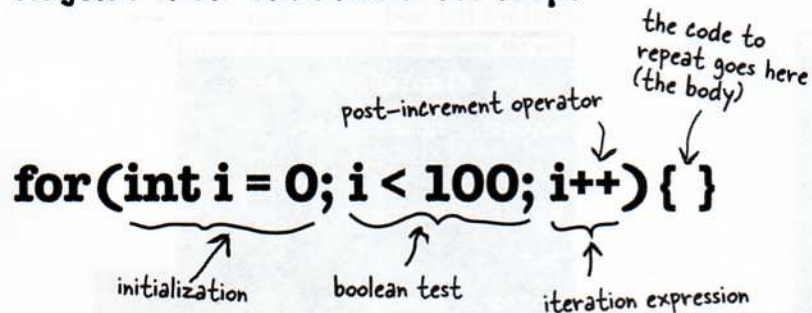 the code to
repeat goes here
(the body)
post-increment operator
for(int i = 0; i < 100; i++){ }
initialization
boolean test
iteration expression